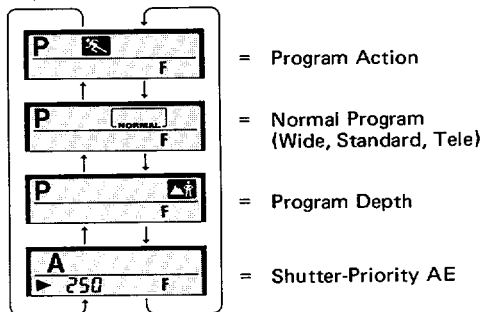 P
F
= Program Action
P NORMAL
F
= Normal Program
(Wide, Standard, Tele)
P
F
= Program Depth
A
250 F
= Shutter-Priority AE